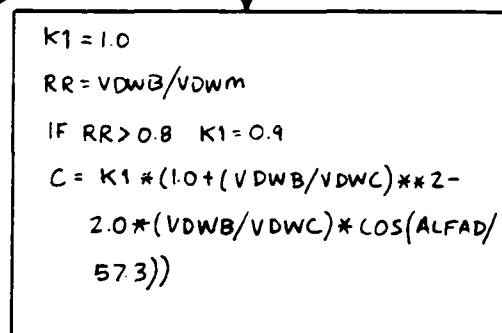 K1 = 1.0
RR = VDWB/VDWM
IF RR > 0.8 K1 = 0.9
C = K1 * (1.0 + (VDWB/VDWC)**2 -
2.0 * (VDWB/VDWC) * COS(ALFAD/
57.3))